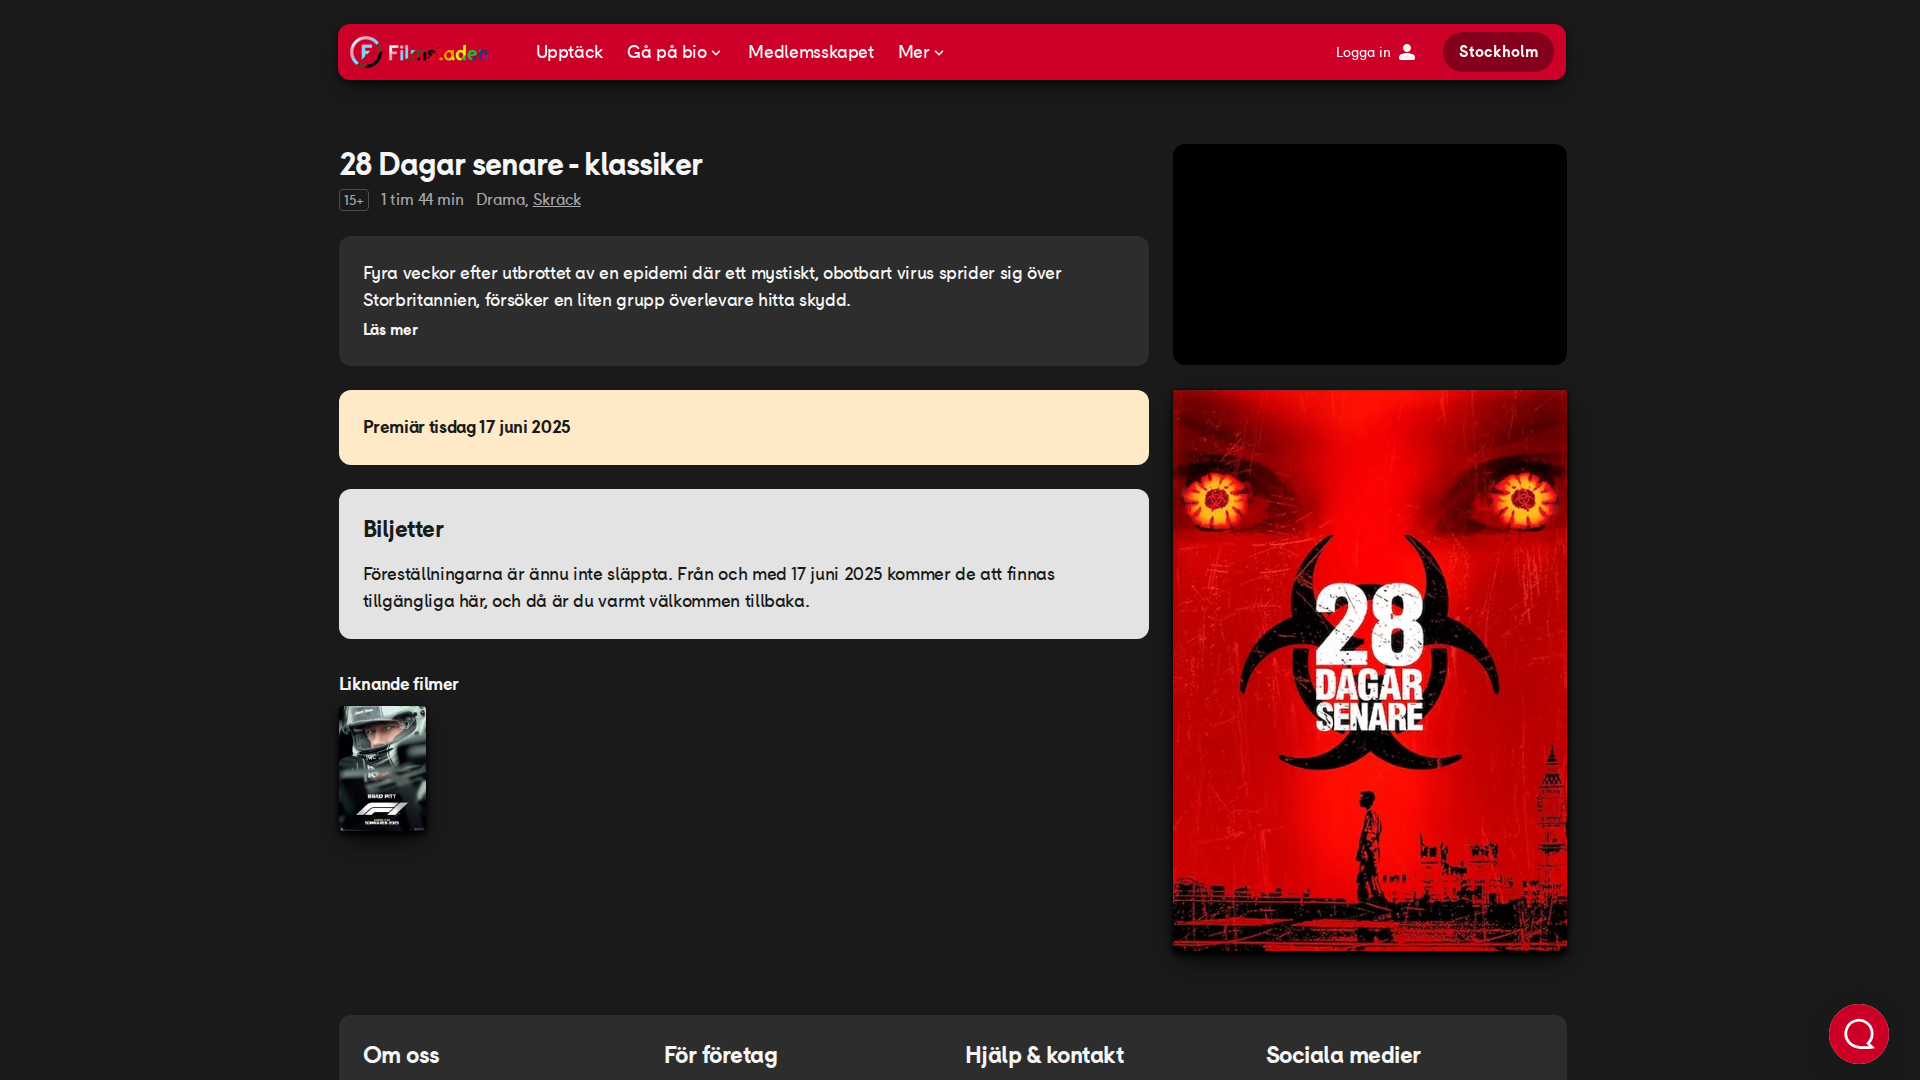 Filmstaden
Upptäck
Gå på bio
Medlemsskapet
Mer
Logga in
Stockholm
28 Dagar senare - klassiker
15+ 1 tim 44 min Drama, Skräck
Fyra veckor efter utbrottet av en epidemi där ett mystiskt, obotbart virus sprider sig över
Storbritannien, försöker en liten grupp överlevare hitta skydd.
Läs mer
Premiär tisdag 17 juni 2025
Biljetter
Föreställningarna är ännu inte släppta. Från och med 17 juni 2025 kommer de att finnas
tillgängliga här, och då är du varmt välkommen tillbaka.
28
DAGAR
SENARE
Liknande filmer
IWC
BRAD PITT
F1
SOMMAREN 2025
Om oss
För företag
Hjälp & kontakt
Sociala medier